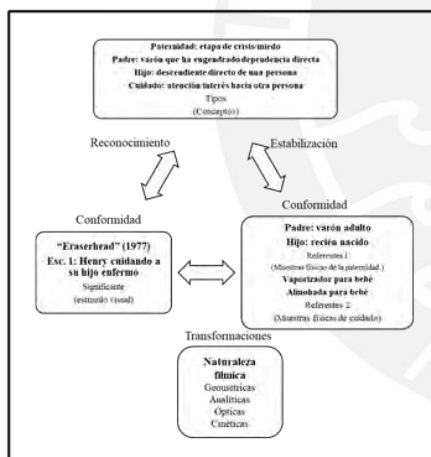 Paternidad: etapa de crisis/miedo
Padre: varón que ha engendrado dependencia directa
Hijo: descendiente directo de una persona
Cuidado: atención/interés hacia otra persona
Tipos
(Conceptos)
Reconocimiento
Estabilización
Conformidad
Conformidad
"Eraserhead" (1977)
Esc. 1: Henry cuidando a
su hijo enfermo
Significante
(estímulo visual)
Padre: varón adulto
Hijo: recién nacido
Referentes 1
(Muestras físicas de la paternidad )
Vaporizador para bebé
Almohada para bebé
Referentes 2
(Muestras físicas de cuidado)
Transformaciones
Naturaleza
fílmica
Geométricas
Analíticas
Ópticas
Cinéticas